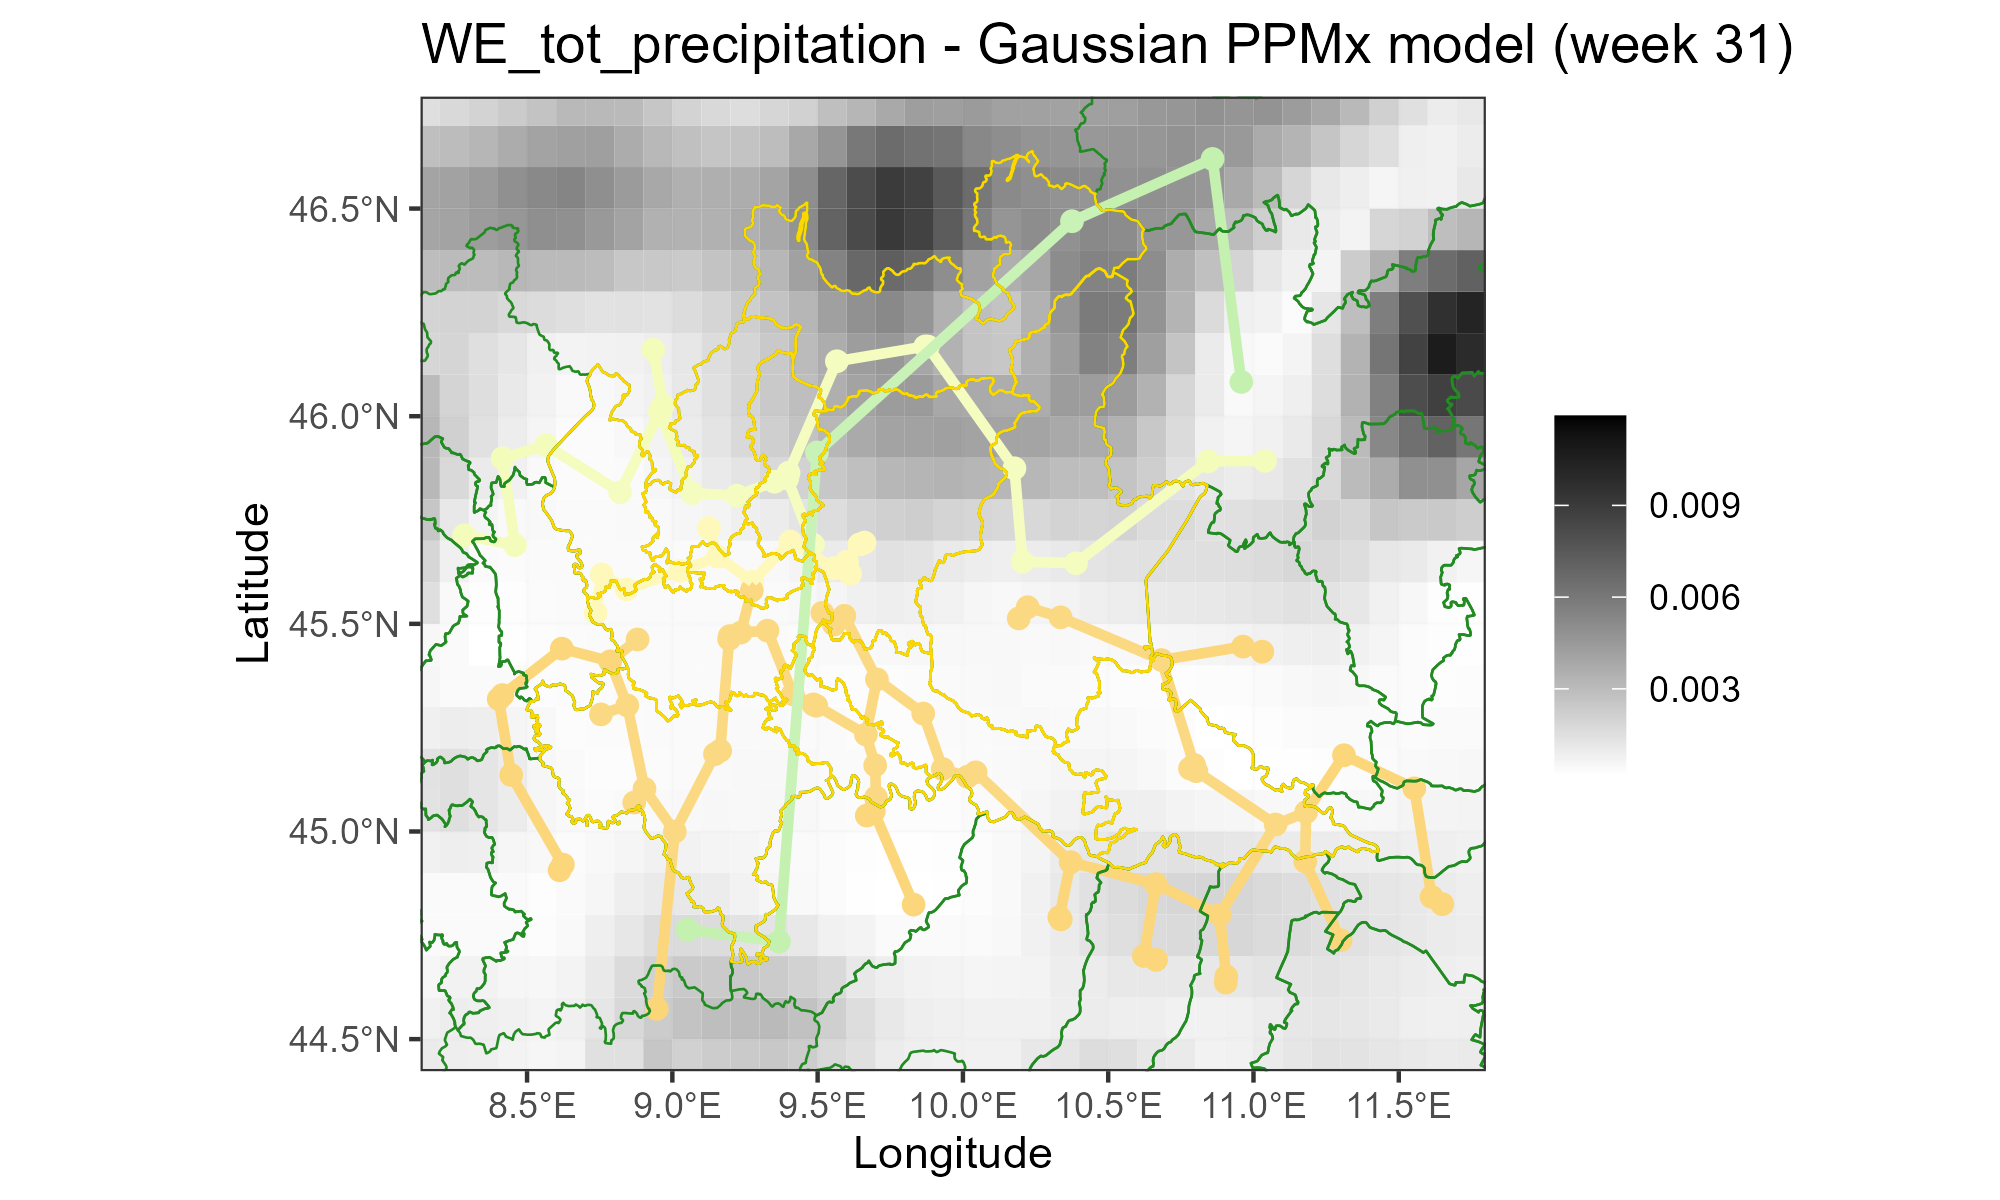 WE_tot_precipitation - Gaussian PPMx model (week 31)
46.5°N
46.0°N
45.5°N
45.0°N
44.5°N
Latitude
8.5°E 9.0°E 9.5°E 10.0°E 10.5°E 11.0°E 11.5°E
Longitude
0.009
0.006
0.003